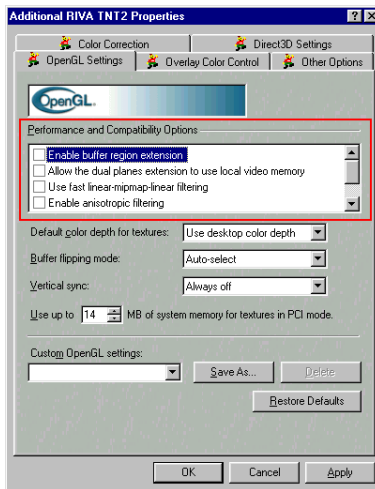 Additional RIVA TNT2 Properties
Color Correction
Direct3D Settings
OpenGL Settings
Overlay Color Control
Other Options
OpenGL.
Performance and Compatibility Options
Enable buffer region extension
Allow the dual planes extension to use local video memory
Use fast linear-mipmap-linear filtering
Enable anisotropic filtering
Default color depth for textures: Use desktop color depth
Buffer flipping mode: Auto-select
Vertical sync: Always off
Use up to 14 MB of system memory for textures in PCI mode.
Custom OpenGL settings:
Save As... Delete
Restore Defaults
OK Cancel Apply